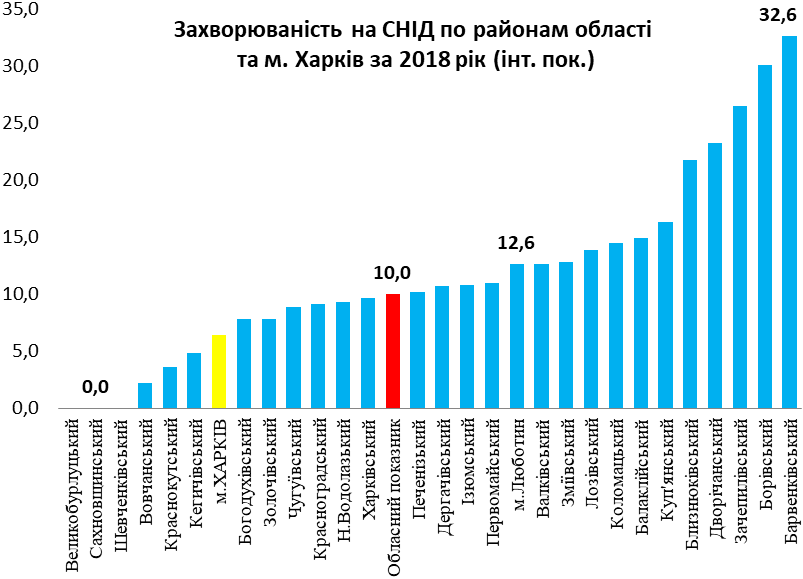 Захворюваність на СНІД по районам області
та м. Харків за 2018 рік (інт. пок.)
35,0
30,0
25,0
20,0
15,0
10,0
5,0
0,0
0,0
10,0
12,6
32,6
Великобурлуцький
Сахновщинський
Шевченківський
Вовчанський
Краснокутський
Кегичівський
м.ХАРКІВ
Богодухівський
Золочівський
Чугуївський
Красноградський
Н.Водолазький
Харківський
Обласний показник
Печенізький
Дергачівський
Ізюмський
Первомайський
м.Люботин
Валківський
Зміївський
Лозівський
Коломацький
Балаклійський
Куп'янський
Близнюківський
Дворічанський
Зачепилівський
Борівський
Барвенківський